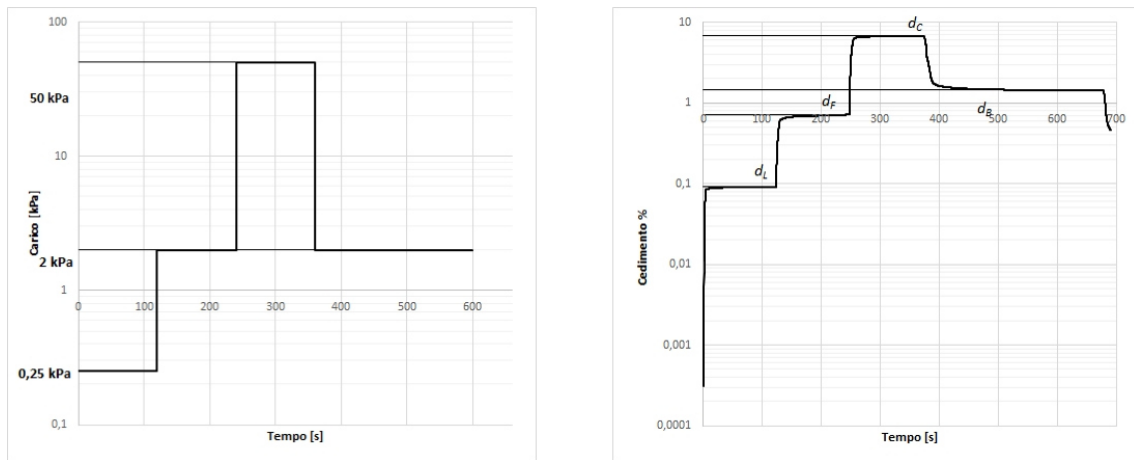 100
50 kPa
10
Carico [kPa]
2 kPa
1
0 100 200 300 400 500 600
0,25 kPa
0,1
Tempo [s]
10
d_C
d_F
1
0 100 200 300 400 500 600 700
d_B
d_L
0,1
Cedimento %
0,01
0,001
0,0001
Tempo [s]